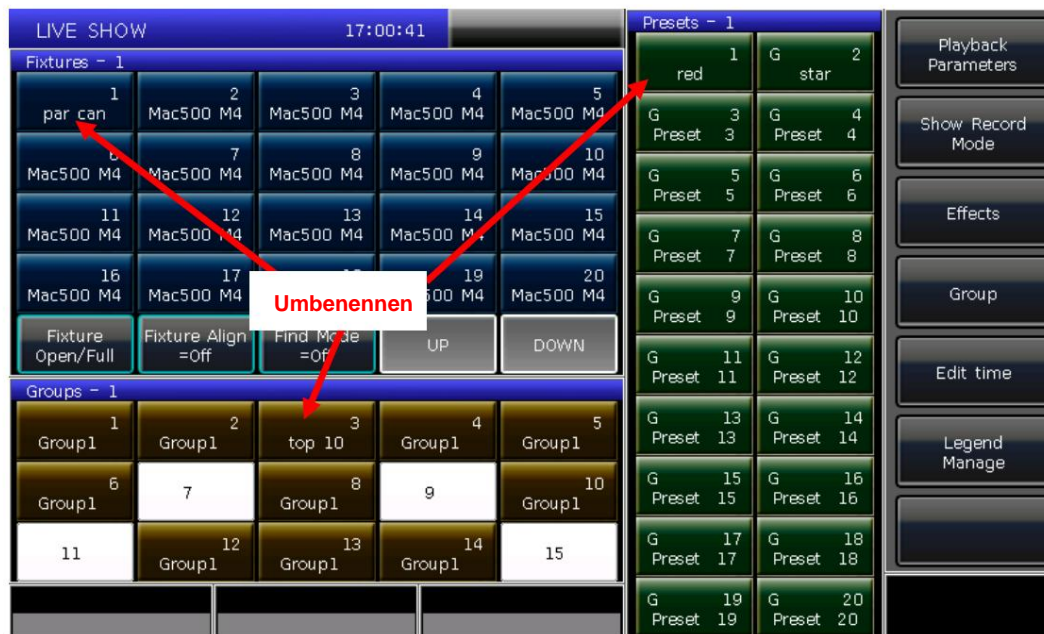 LIVE SHOW 17:00:41
Fixtures - 1
1 par can
2 Mac500 M4
3 Mac500 M4
4 Mac500 M4
5 Mac500 M4
6 Mac500 M4
7 Mac500 M4
8 Mac500 M4
9 Mac500 M4
10 Mac500 M4
11 Mac500 M4
12 Mac500 M4
13 Mac500 M4
14 Mac500 M4
15 Mac500 M4
16 Mac500 M4
17 Mac500 M4
19 M4
20 Mac500 M4
Umbenennen
Fixture
Open/Full
Fixture Align
=Off
Find Mode
UP
DOWN
Groups - 1
1 Group1
2 Group1
3 top 10
4 Group1
5 Group1
6 Group1
7
8 Group1
9
10 Group1
11
12 Group1
13 Group1
14 Group1
15
Presets - 1
1 red
G 2 star
G 3 Preset 3
G 4 Preset 4
G 5 Preset 5
G 6 Preset 6
G 7 Preset 7
G 8 Preset 8
G 9 Preset 9
G 10 Preset 10
G 11 Preset 11
G 12 Preset 12
G 13 Preset 13
G 14 Preset 14
G 15 Preset 15
G 16 Preset 16
G 17 Preset 17
G 18 Preset 18
G 19 Preset 19
G 20 Preset 20
Playback
Parameters
Show Record
Mode
Effects
Group
Edit time
Legend
Manage